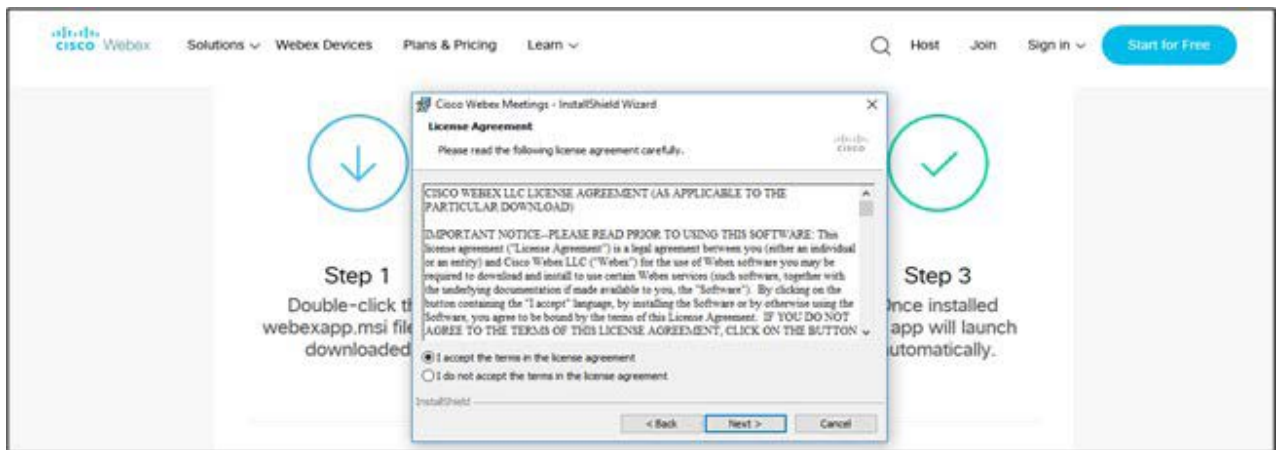 CISCO Webex Solutions Webex Devices Plans & Pricing Learn Host Join Sign in Start for Free
Cisco Webex Meetings - InstallShield Wizard
License Agreement
Please read the following license agreement carefully.
CISCO
CISCO WEBEX LLC LICENSE AGREEMENT (AS APPLICABLE TO THE
PARTICULAR DOWNLOAD)
IMPORTANT NOTICE--PLEASE READ PRIOR TO USING THIS SOFTWARE: This
license agreement ("License Agreement") is a legal agreement between you (either an individual
or an entity) and Cisco Webex LLC ("Webex") for the use of Webex software you may be
required to download and install to use certain Webex services (such software, together with
the underlying documentation if made available to you, the "Software"). By clicking on the
button containing the "I accept" language, by installing the Software or by otherwise using the
Software, you agree to be bound by the terms of this License Agreement. IF YOU DO NOT
AGREE TO THE TERMS OF THIS LICENSE AGREEMENT, CLICK ON THE BUTTON
I accept the terms in the license agreement
I do not accept the terms in the license agreement
InstallShield
< Back Next > Cancel
Step 1
Double-click
webexapp.msi
downloaded
Step 3
installed
app will launch